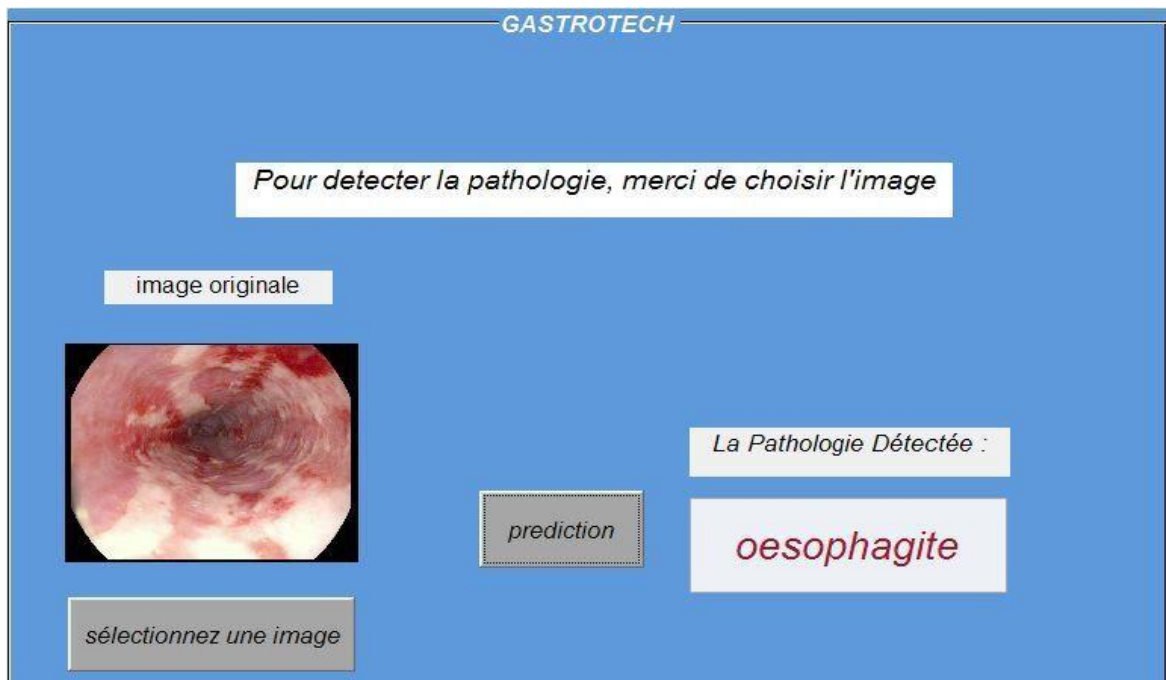 GASTROTECH
Pour detecter la pathologie, merci de choisir l'image
image originale
La Pathologie Détectée :
prediction
oesophagite
sélectionnez une image